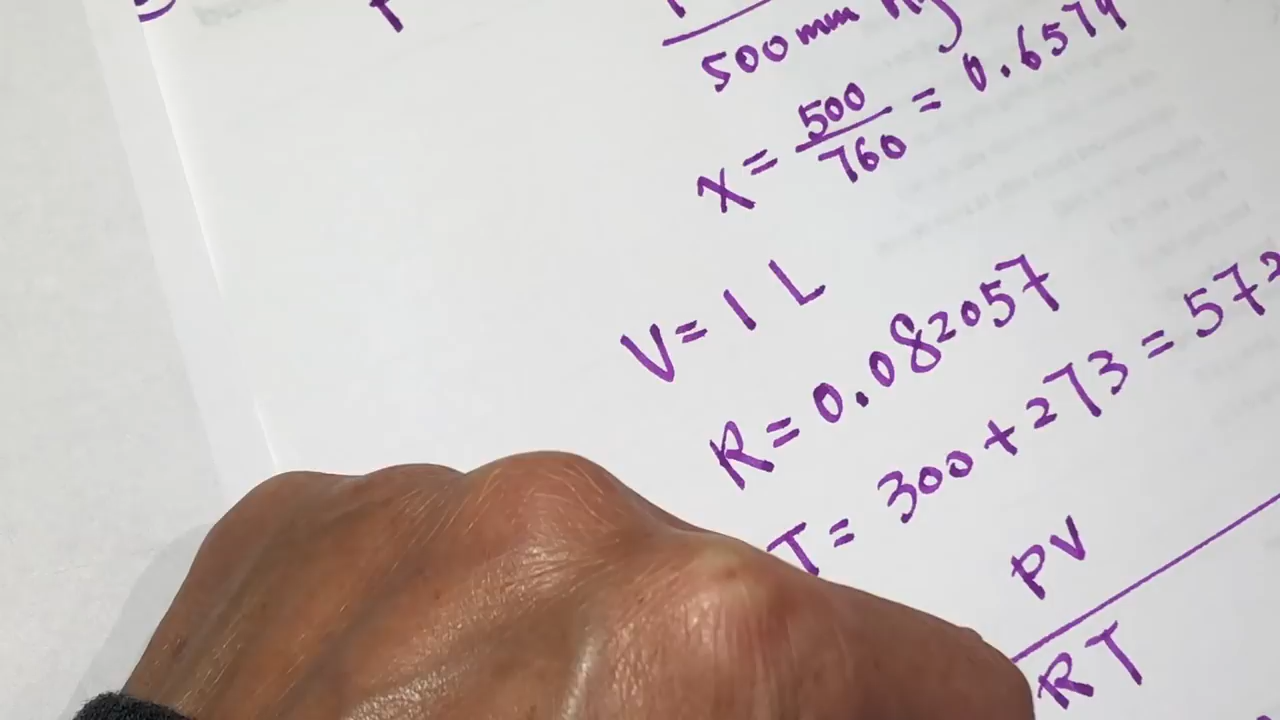 500 mm Hg
X = 500/760 = 0.6579
V = 1 L
R = 0.082057
T = 300 + 273 = 573
PV
RT